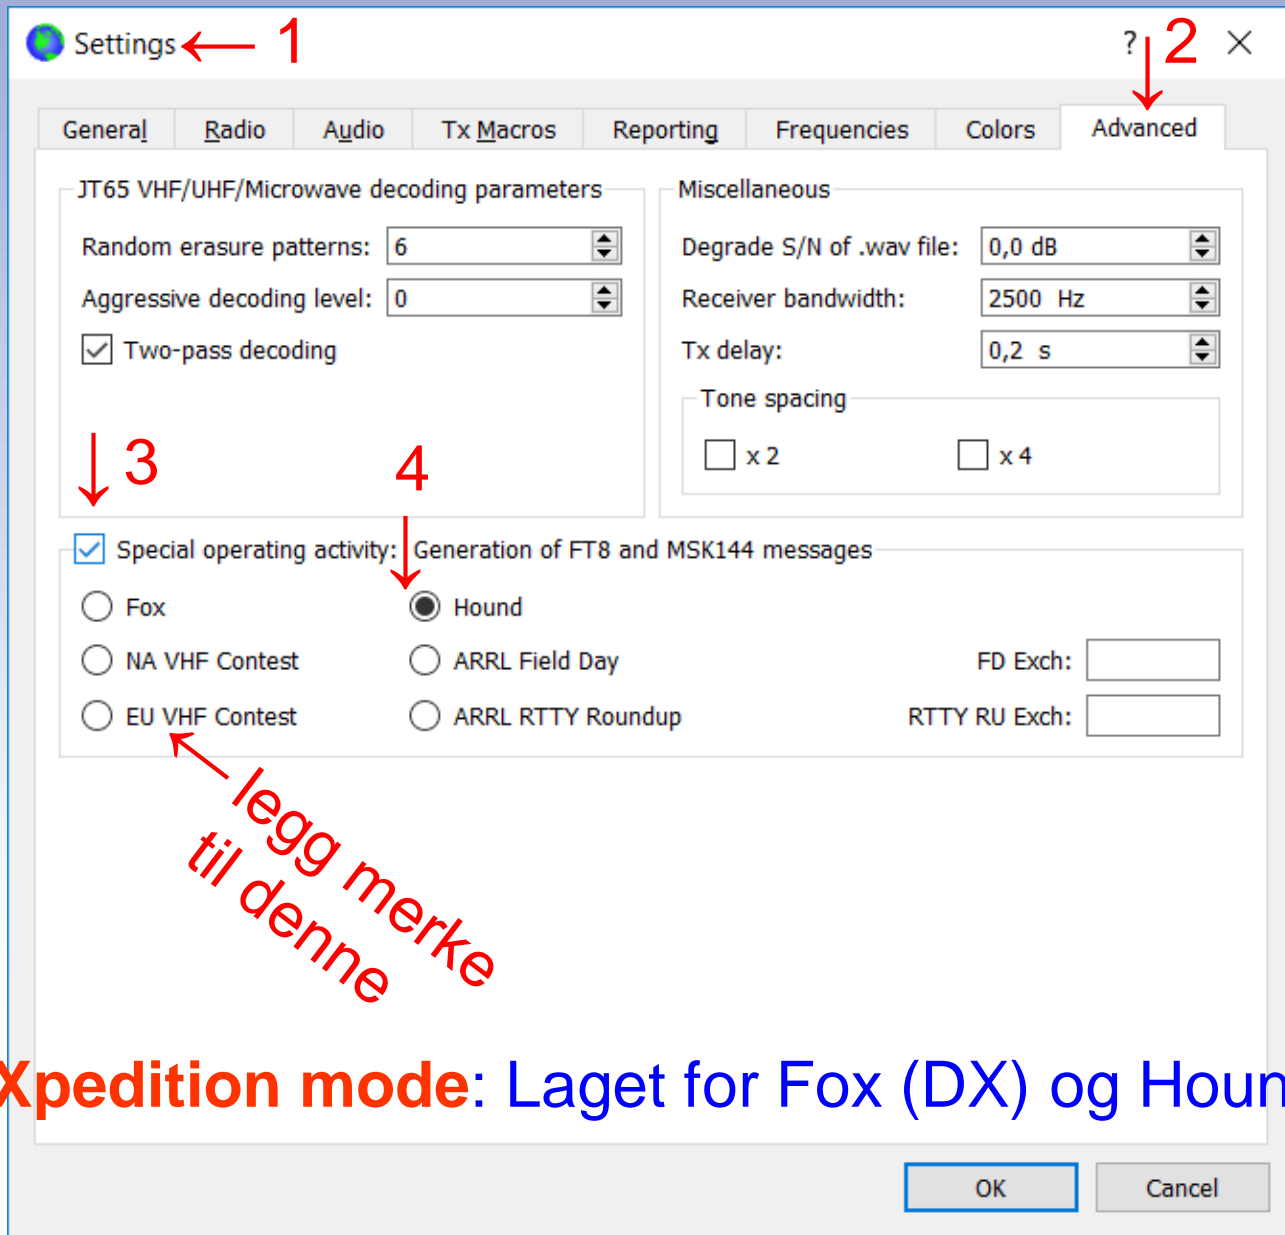 Settings 1 ? 2
General Radio Audio Tx Macros Reporting Frequencies Colors Advanced
JT65 VHF/UHF/Microwave decoding parameters
Random erasure patterns: 6
Aggressive decoding level: 0
Two-pass decoding
Miscellaneous
Degrade S/N of .wav file: 0,0 dB
Receiver bandwidth: 2500 Hz
Tx delay: 0,2 s
Tone spacing
x 2 x 4
3 4
Special operating activity: Generation of FT8 and MSK144 messages
Fox Hound
NA VHF Contest ARRL Field Day FD Exch:
EU VHF Contest ARRL RTTY Roundup RTTY RU Exch:
legg merke
til denne
Xpedition mode: Laget for Fox (DX) og Houn
OK Cancel